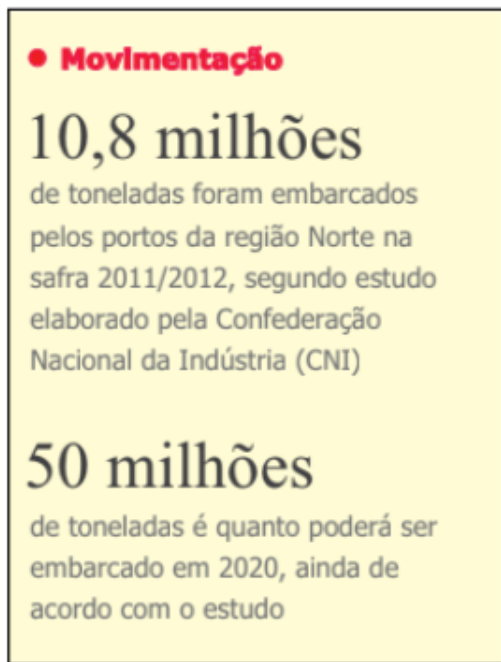 Movimentação
10,8 milhões
de toneladas foram embarcados
pelos portos da região Norte na
safra 2011/2012, segundo estudo
elaborado pela Confederação
Nacional da Indústria (CNI)
50 milhões
de toneladas é quanto poderá ser
embarcado em 2020, ainda de
acordo com o estudo